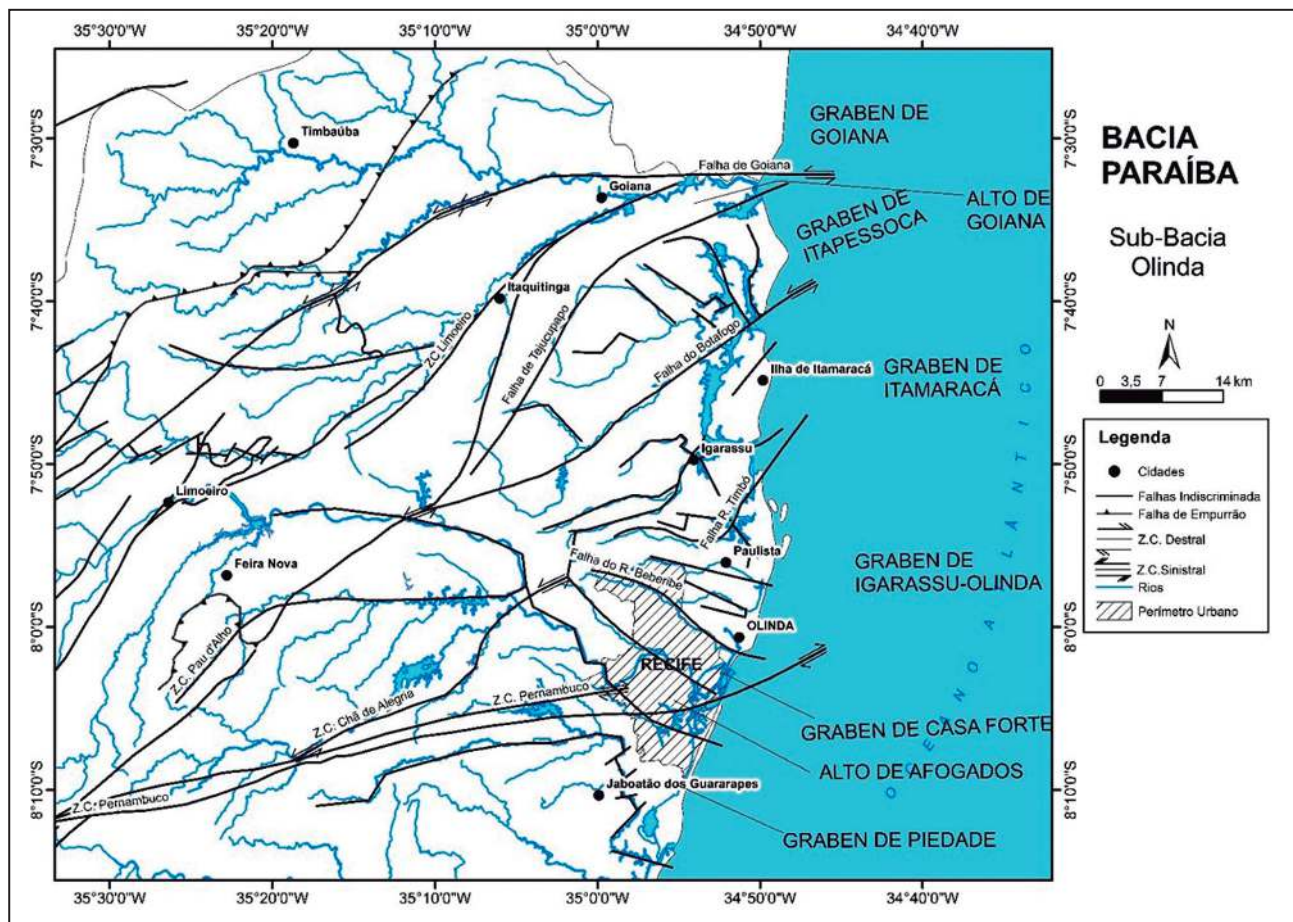 35°30'0"W 35°20'0"W 35°10'0"W 35°0'0"W 34°50'0"W 34°40'0"W
7°30'0"S
7°40'0"S
7°50'0"S
8°0'0"S
8°10'0"S
Timbaúba
Falha de Goiana
Goiana
Itaquitinga
ZC Limoeiro
Falha de Tejucupapo
Falha do Botafogo
Ilha de Itamaracá
Igarassu
Limoeiro
Falha R. Timbó
Paulista
Feira Nova
Falha do R. Beberibe
OLINDA
RECIFE
Z.C. Pau d'Alho
Z.C. Chã de Alegria
Z.C. Pernambuco
Z.C. Pernambuco
Jaboatão dos Guararapes
GRABEN DE
GOIANA
ALTO DE
GOIANA
GRABEN DE
ITAPESSOCA
GRABEN DE
ITAMARACÁ
GRABEN DE
IGARASSU-OLINDA
GRABEN DE CASA FORTE
ALTO DE AFOGADOS
GRABEN DE PIEDADE
OCEANO ALANTICO
7°30'0"S
7°40'0"S
7°50'0"S
8°0'0"S
8°10'0"S
35°30'0"W 35°20'0"W 35°10'0"W 35°0'0"W 34°50'0"W 34°40'0"W
BACIA
PARAÍBA
Sub-Bacia
Olinda
N
0 3,5 7 14 km
Legenda
Cidades
Falhas Indiscriminada
Falha de Empurrão
Z.C. Destral
Z.C.Sinistral
Rios
Perímetro Urbano